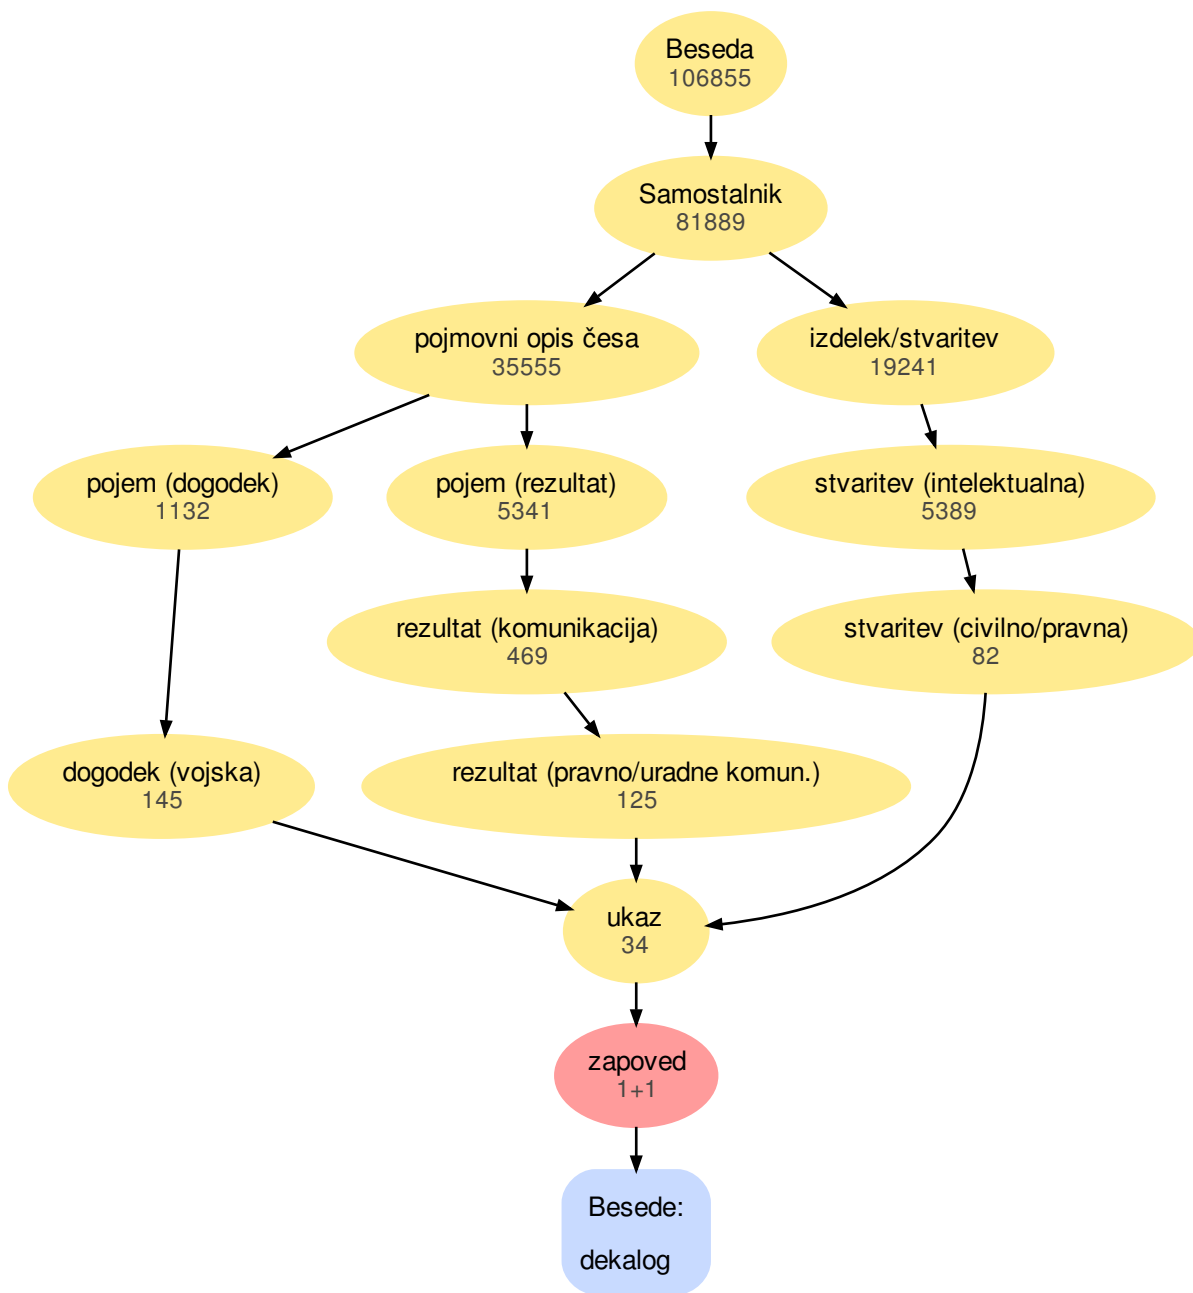 Beseda
106855
Samostalnik
81889
pojmovni opis česa
35555
izdelek/stvaritev
19241
pojem (dogodek)
1132
pojem (rezultat)
5341
stvaritev (intelektualna)
5389
rezultat (komunikacija)
469
stvaritev (civilno/pravna)
82
dogodek (vojska)
145
rezultat (pravno/uradne komun.)
125
ukaz
34
zapoved
1+1
Besede:
dekalog